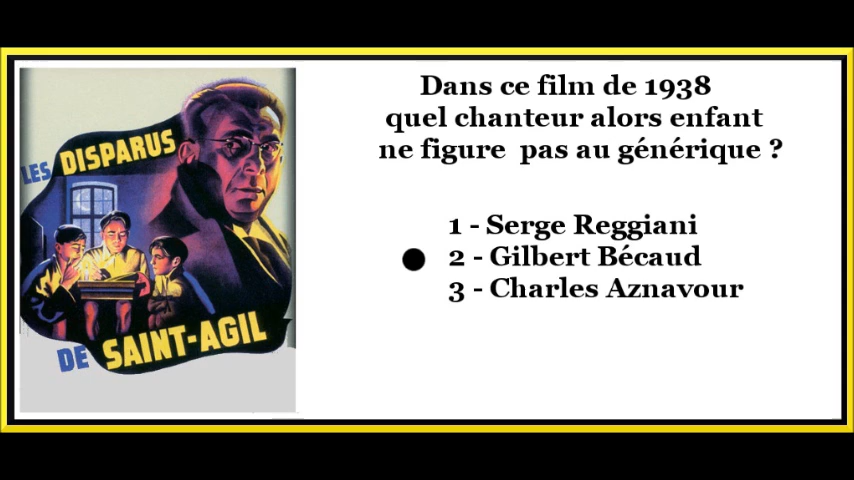 LES DISPARUS
DE SAINT-AGIL
Dans ce film de 1938
quel chanteur alors enfant
ne figure pas au générique ?
1 - Serge Reggiani
2 - Gilbert Bécaud
3 - Charles Aznavour